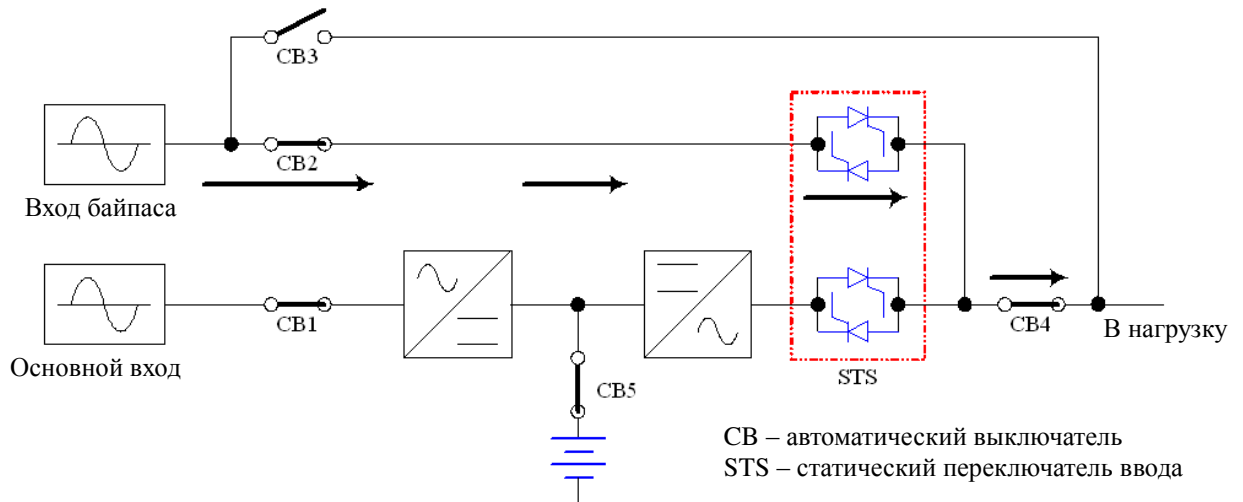 CB3
CB2
Вход байпаса
CB1
CB4
В нагрузку
Основной вход
STS
CB5
CB – автоматический выключатель
STS – статический переключатель ввода